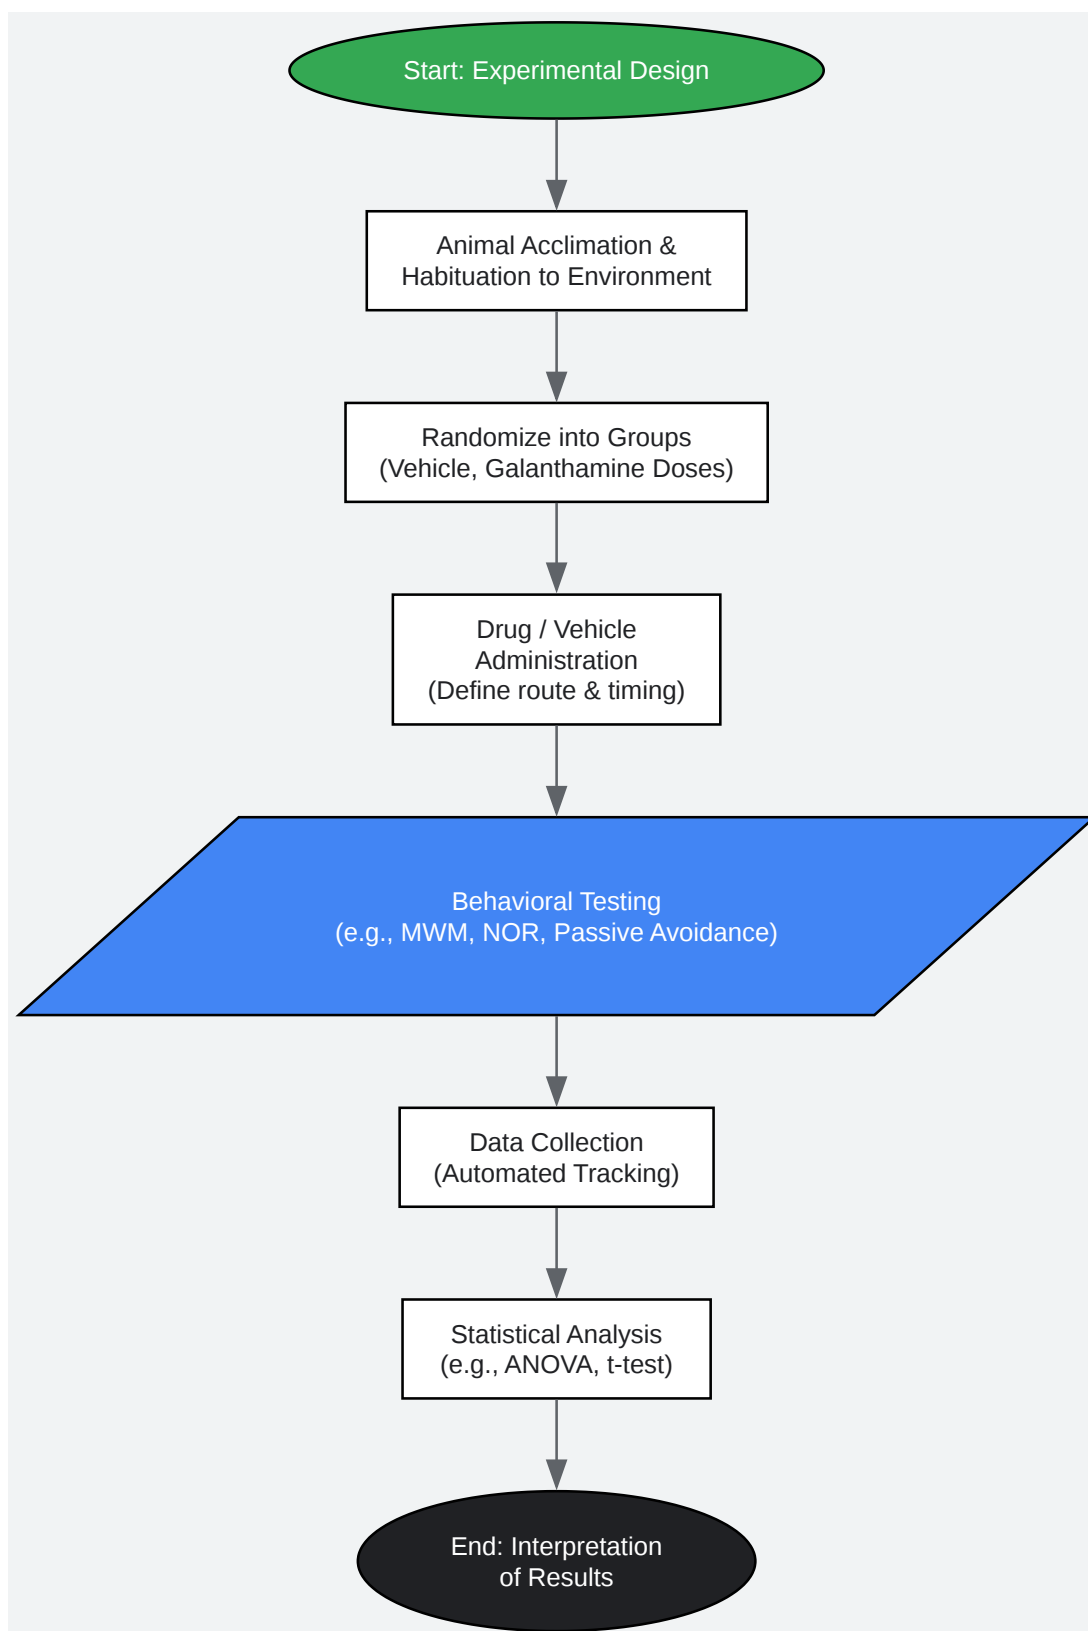 Start: Experimental Design
Animal Acclimation &
Habituation to Environment
Randomize into Groups
(Vehicle, Galanthamine Doses)
Drug / Vehicle
Administration
(Define route & timing)
Behavioral Testing
(e.g., MWM, NOR, Passive Avoidance)
Data Collection
(Automated Tracking)
Statistical Analysis
(e.g., ANOVA, t-test)
End: Interpretation
of Results